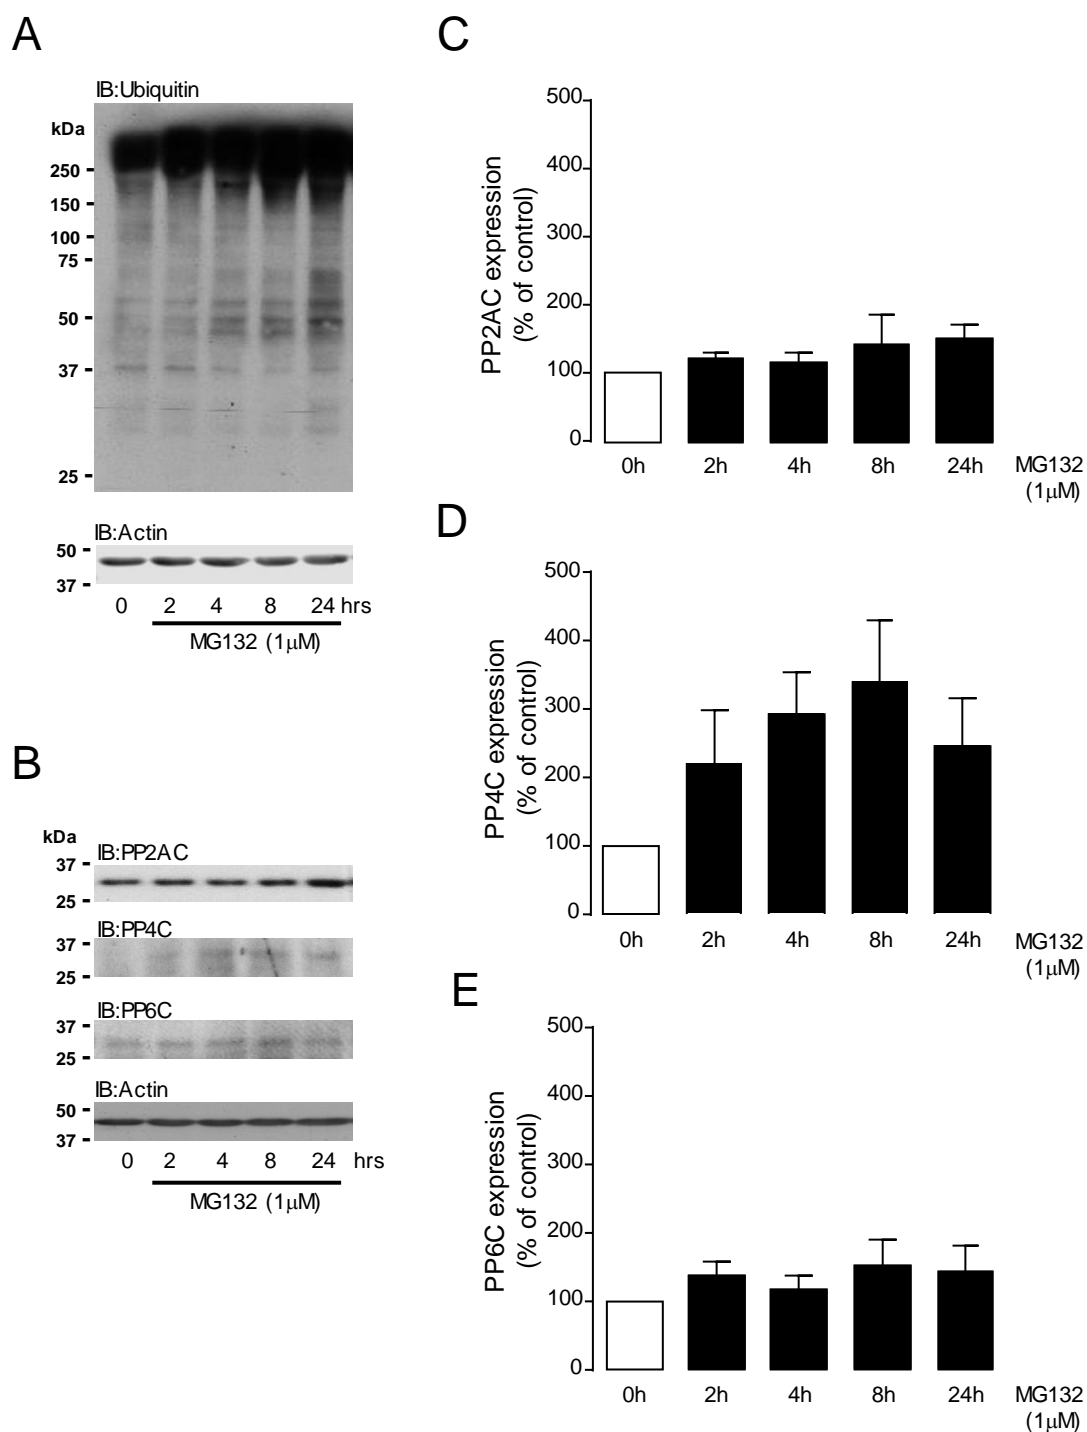 A
IB:Ubiquitin
kDa
250
150
100
75
50
37
25
IB:Actin
50
37
0 2 4 8 24 hrs
MG132 (1μM)
B
kDa
IB:PP2AC
37
25
IB:PP4C
37
25
IB:PP6C
37
25
IB:Actin
50
37
0 2 4 8 24 hrs
MG132 (1μM)
C
PP2AC expression
(% of control)
500
400
300
200
100
0
0h 2h 4h 8h 24h MG132
(1μM)
D
PP4C expression
(% of control)
500
400
300
200
100
0
0h 2h 4h 8h 24h MG132
(1μM)
E
PP6C expression
(% of control)
500
400
300
200
100
0
0h 2h 4h 8h 24h MG132
(1μM)